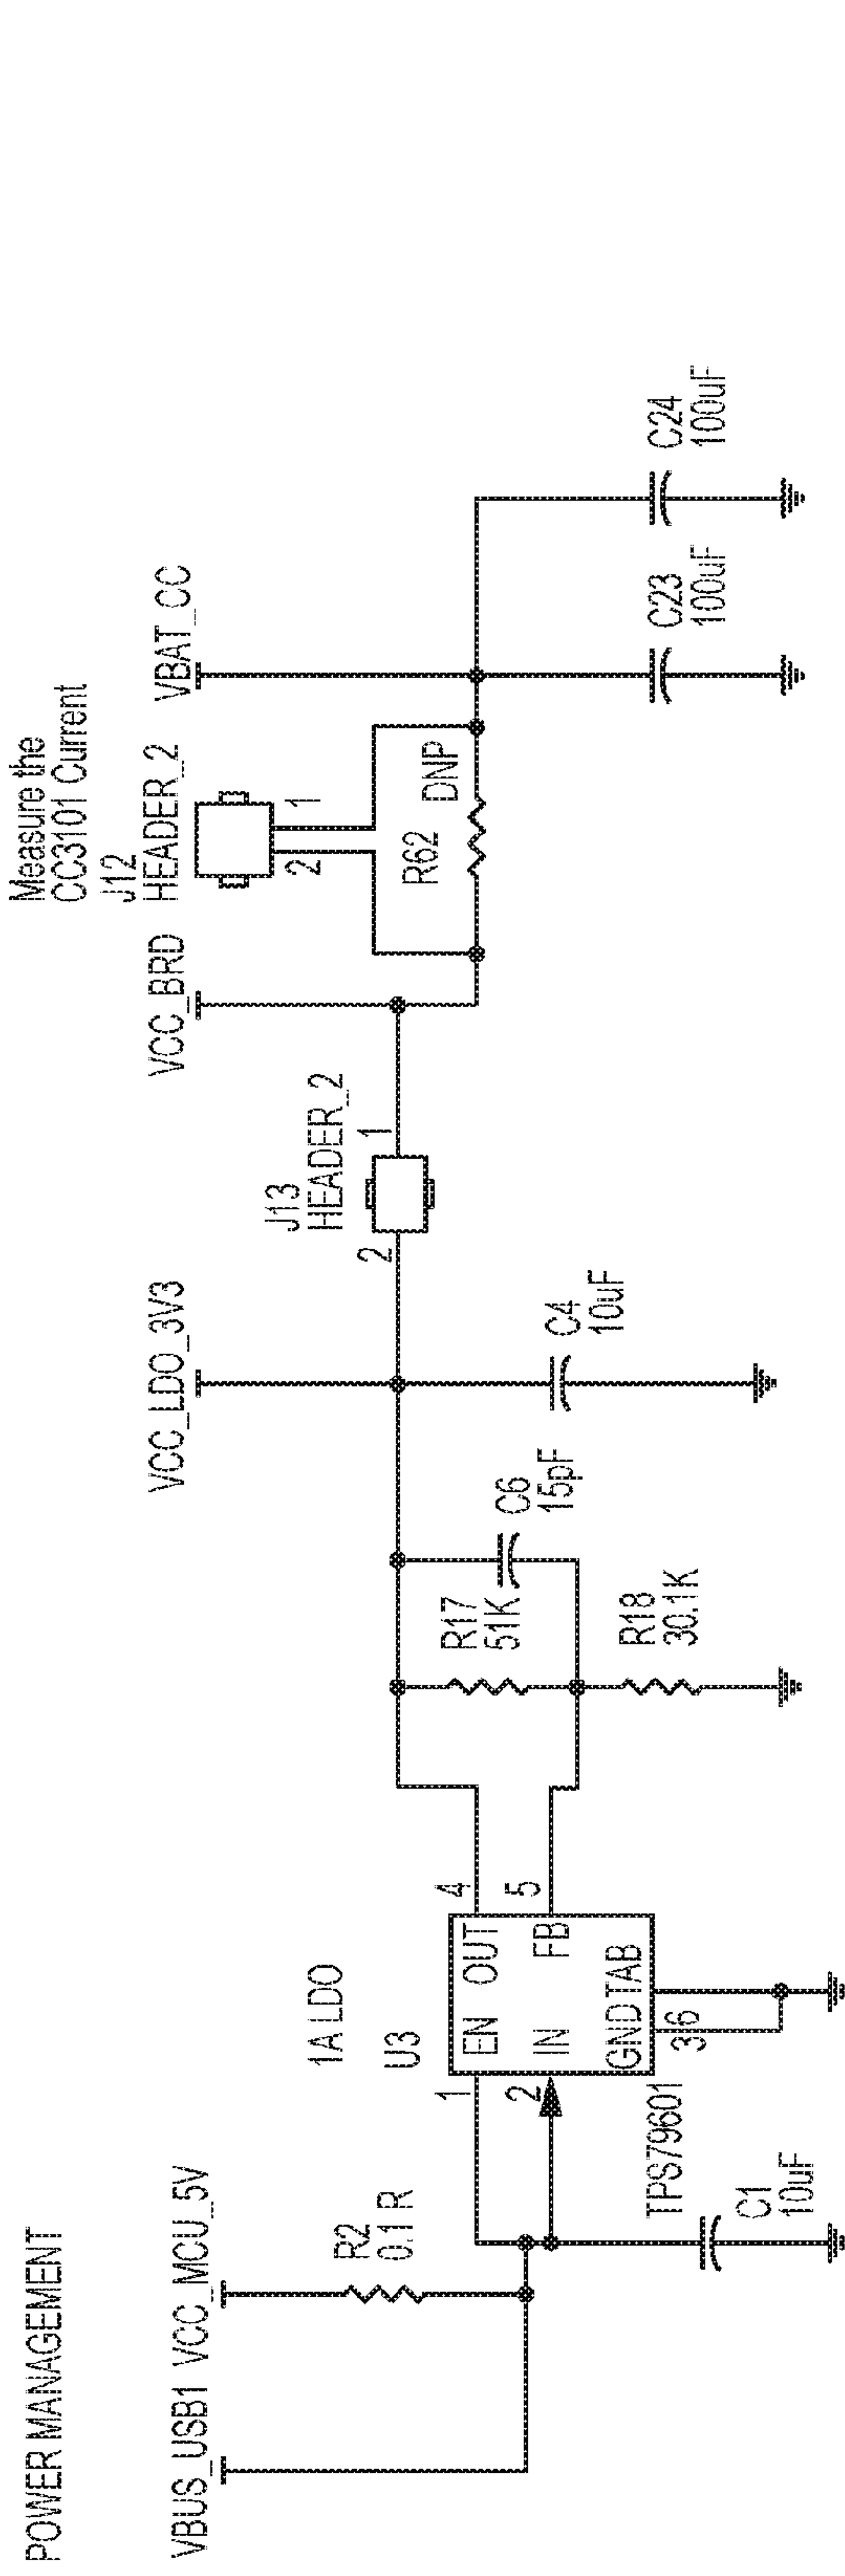 POWER MANAGEMENT
VBUS_USB1
VCC_MCU_5V
R2
0.1 R
C1
10uF
1A LDO
U3
EN OUT
IN FB
GNDTAB
TPS79601
1
2
3
6
4
5
R17
51K
C6
15pF
R18
30.1K
VCC_LDO_3V3
C4
10uF
J13
HEADER_2
2
1
VCC_BRD
Measure the
CC3101 Current
J12
HEADER_2
2
1
R62
DNP
VBAT_CC
C23
100uF
C24
100uF